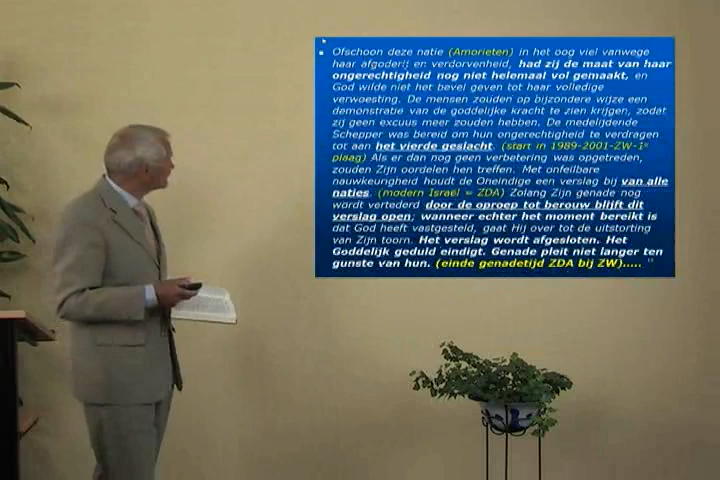 Ofschoon deze natie (Amorieten) in het oog viel vanwege
haar afgoderij en verdorvenheid, had zij de maat van haar
ongerechtigheid nog niet helemaal vol gemaakt, en
God wilde niet het bevel geven tot haar volledige
verwoesting. De mensen zouden op bijzondere wijze een
demonstratie van de goddelijke kracht te zien krijgen, zodat
zij geen excuus meer zouden hebben. De medelijdende
Schepper was bereid om hun ongerechtigheid te verdragen
tot aan het vierde geslacht. (start in 1989-2001-ZW-1e
plaag) Als er dan nog geen verbetering was opgetreden,
zouden Zijn oordelen hen treffen. Met onfeilbare
nauwkeurigheid houdt de Oneindige een verslag bij van alle
naties. (modern Israël = ZDA) Zolang Zijn genade nog
wordt vertederd door de oproep tot berouw blijft dit
verslag open; wanneer echter het moment bereikt is
dat God heeft vastgesteld, gaat Hij over tot de uitstorting
van Zijn toorn. Het verslag wordt afgesloten. Het
Goddelijk geduld eindigt. Genade pleit niet langer ten
gunste van hun. (einde genadetijd ZDA bij ZW)..... "